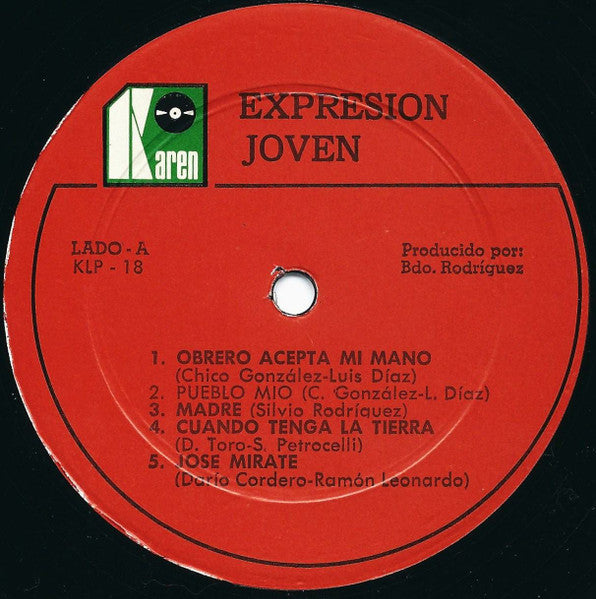 Karen
EXPRESION
JOVEN
LADO - A
KLP - 18
Producido por:
Bdo. Rodríguez
1. OBRERO ACEPTA MI MANO
(Chico González-Luis Díaz)
2. PUEBLO MIO (C. González-L. Díaz)
3. MADRE (Silvio Rodríquez)
4. CUANDO TENGA LA TIERRA
(D. Toro-S. Petrocelli)
5. JOSE MIRATE
(Darío Cordero-Ramón Leonardo)